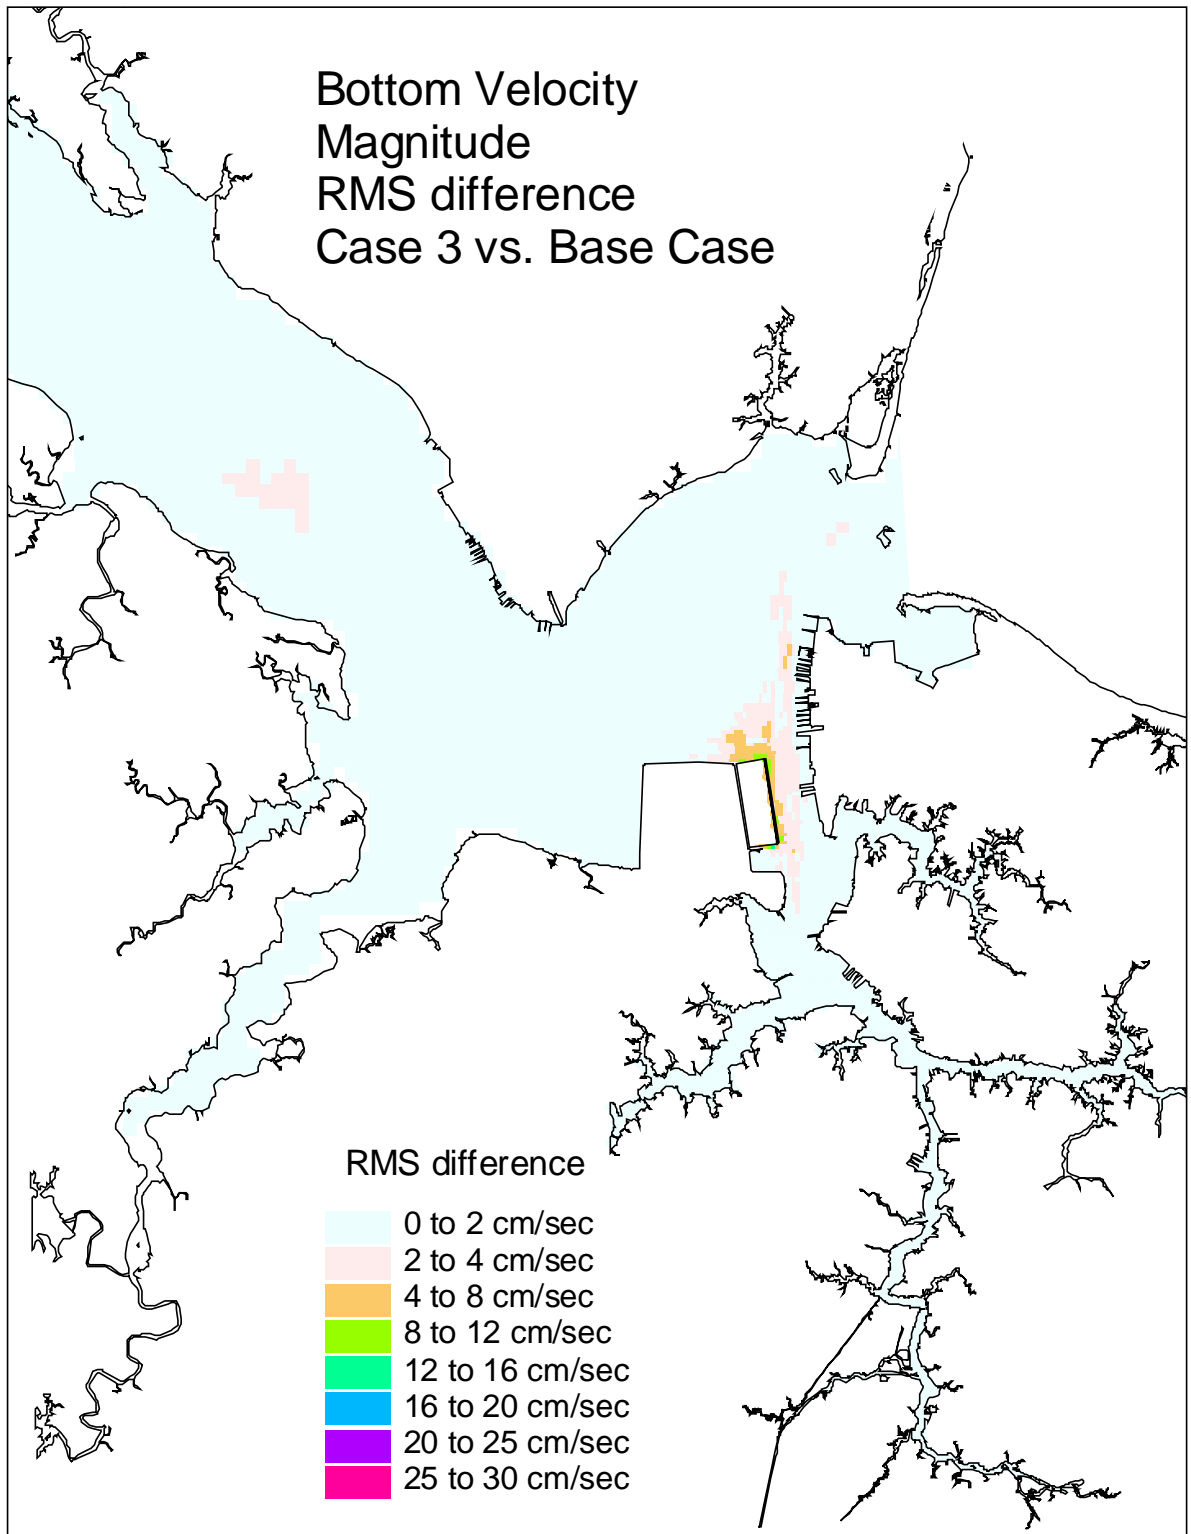 Bottom Velocity
Magnitude
RMS difference
Case 3 vs. Base Case
RMS difference
0 to 2 cm/sec
2 to 4 cm/sec
4 to 8 cm/sec
8 to 12 cm/sec
12 to 16 cm/sec
16 to 20 cm/sec
20 to 25 cm/sec
25 to 30 cm/sec